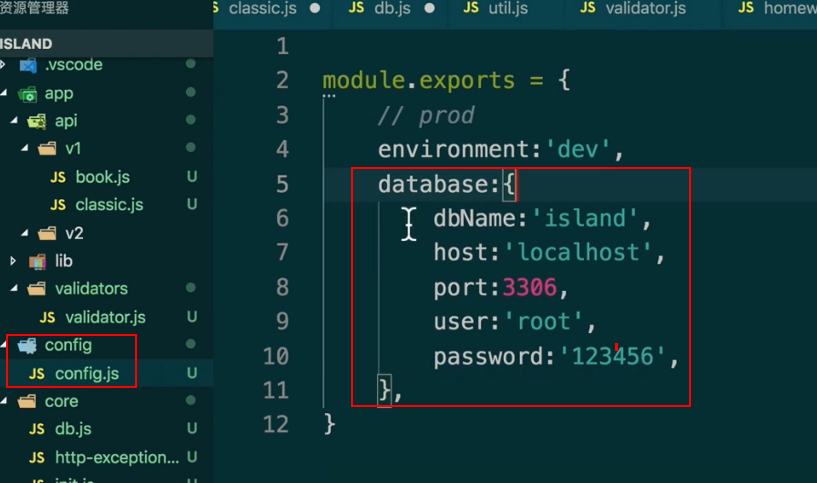 资源管理器
JS classic.js
JS db.js
JS util.js
JS validator.js
JS homew
ISLAND
.vscode
app
api
v1
JS book.js U
JS classic.js U
v2
lib
validators
JS validator.js U
config
JS config.js U
core
JS db.js U
JS http-exception... U
1
2 module.exports = {
3 // prod
4 environment:'dev',
5 database:{
6 dbName:'island',
7 host:'localhost',
8 port:3306,
9 user:'root',
10 password:'123456',
11 },
12 }